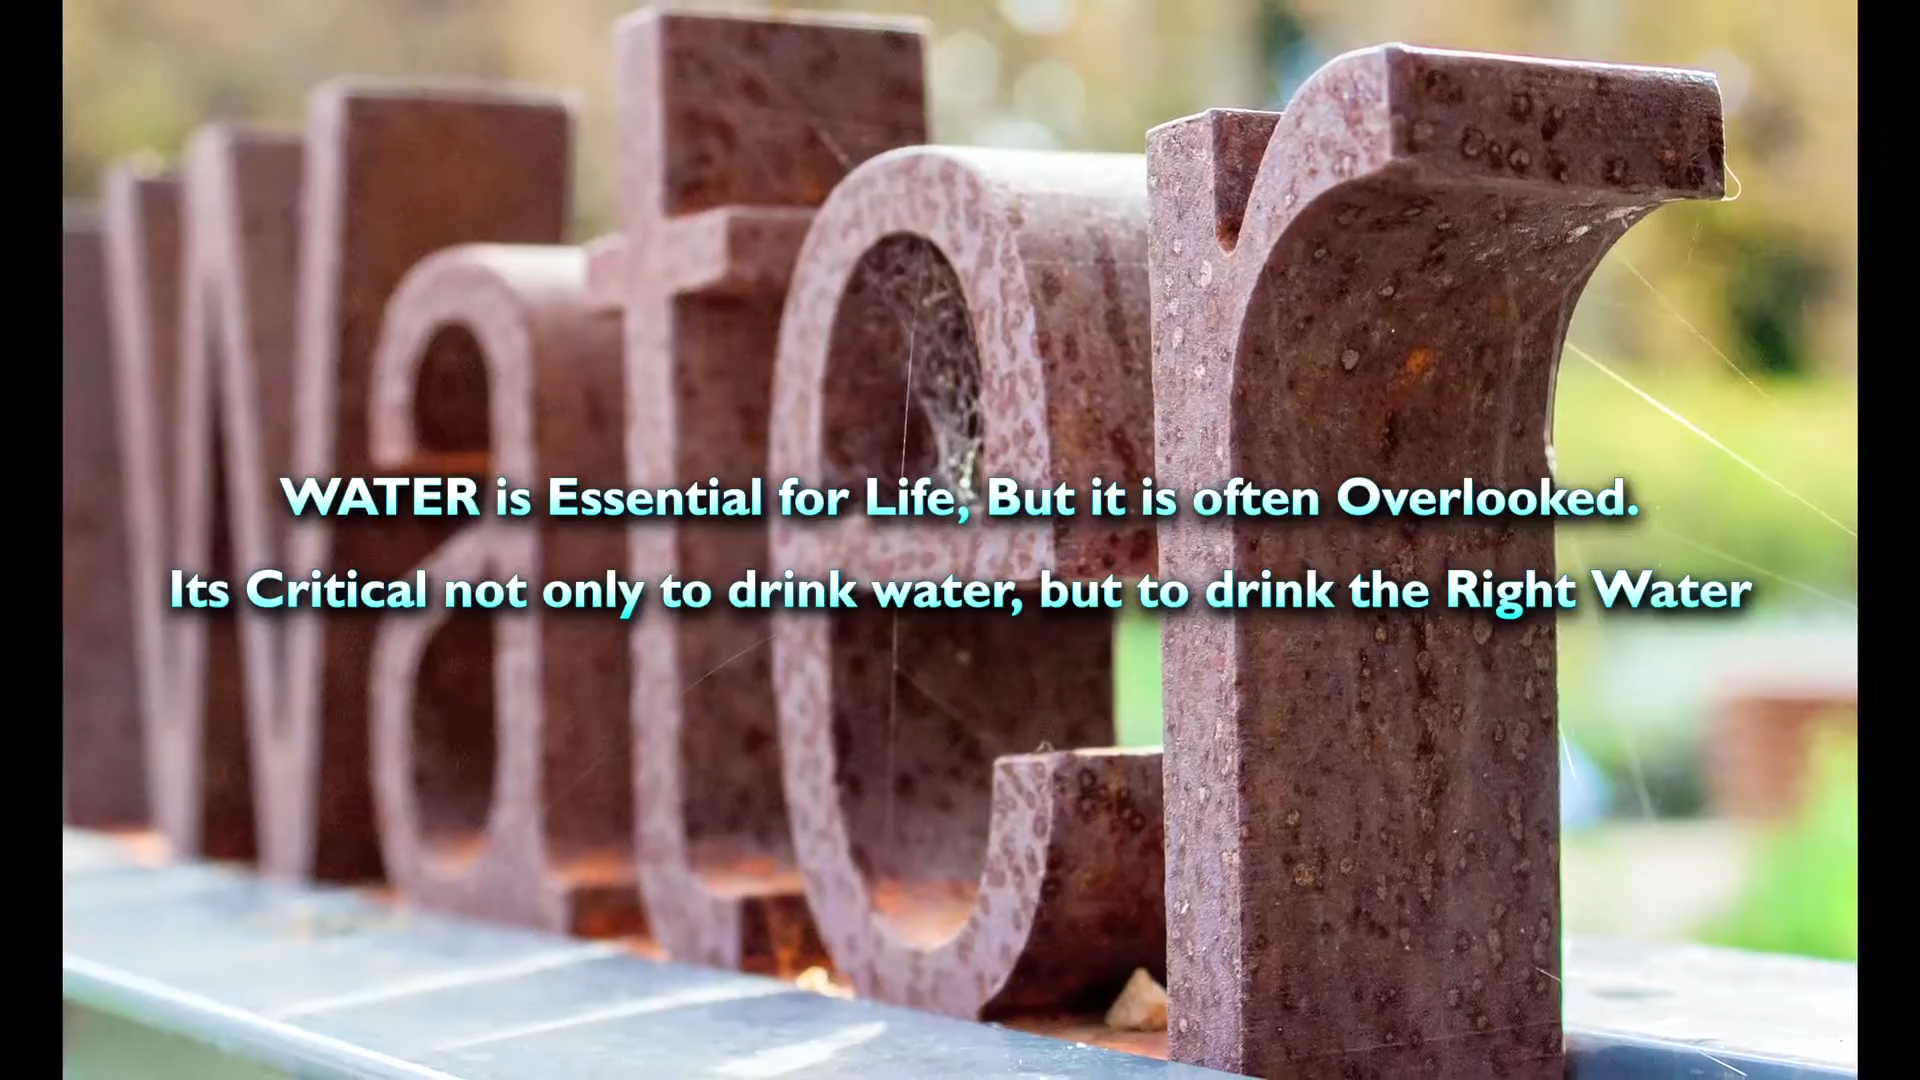 Water
WATER is Essential for Life, But it is often Overlooked.
Its Critical not only to drink water, but to drink the Right Water